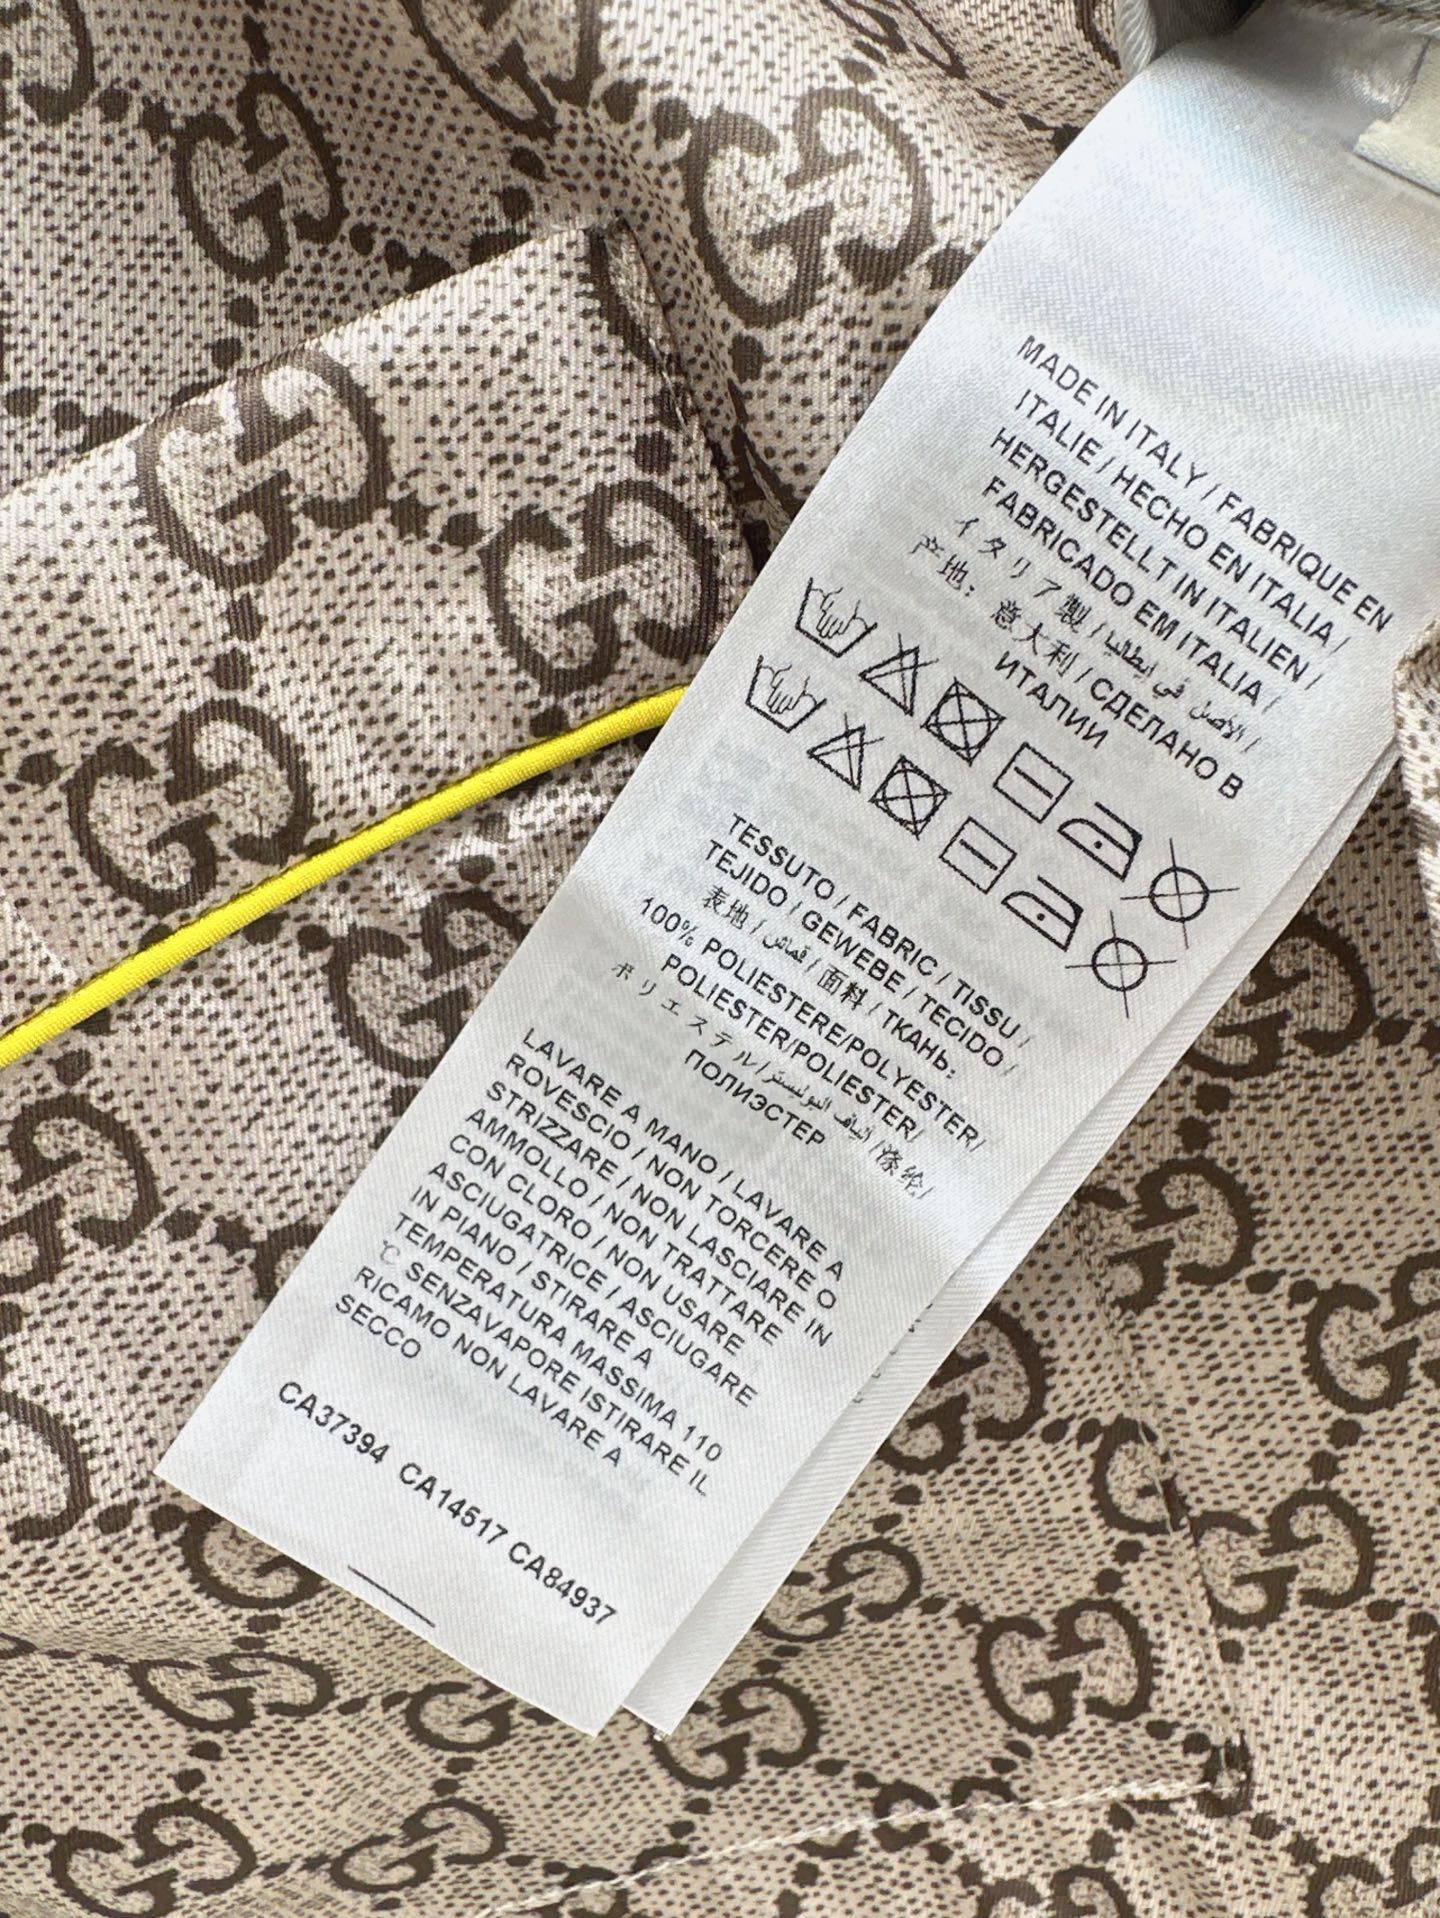 MADE IN ITALY / FABRIQUE EN
ITALIE / HECHO EN ITALIA /
HERGESTELLT IN ITALIEN /
FABRICADO EM ITALIA /
イタリア製 / الأصل في إيطاليا /
产地：意大利 / СДЕЛАНО В
ИТАЛИИ
TESSUTO / FABRIC / TISSU /
TEJIDO / GEWEBE / TECIDO /
表地 / قماش / 面料 / ТКАНЬ:
100% POLIESTERE/POLYESTER/
POLIESTER/POLIESTER/
ポリエステル/ألياف البوليستر/涤纶/
ПОЛИЭСТЕР
LAVARE A MANO / LAVARE A
ROVESCIO / NON TORCERE O
STRIZZARE / NON LASCIARE IN
AMMOLLO / NON TRATTARE
CON CLORO / NON USARE
ASCIUGATRICE / ASCIUGARE
IN PIANO / STIRARE A
TEMPERATURA MASSIMA 110
℃ SENZAVAPORE ISTIRARE IL
RICAMO NON LAVARE A
SECCO
CA37394 CA14517 CA84937